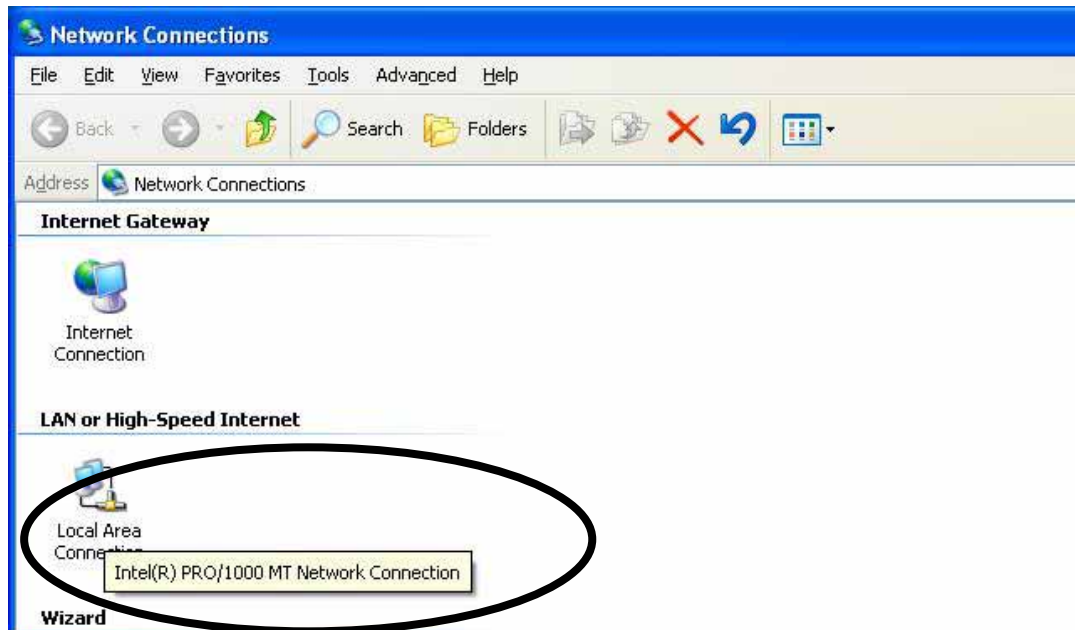 Network Connections
File Edit View Favorites Tools Advanced Help
Back Search Folders
Address Network Connections
Internet Gateway
Internet
Connection
LAN or High-Speed Internet
Local Area
Intel(R) PRO/1000 MT Network Connection
Wizard